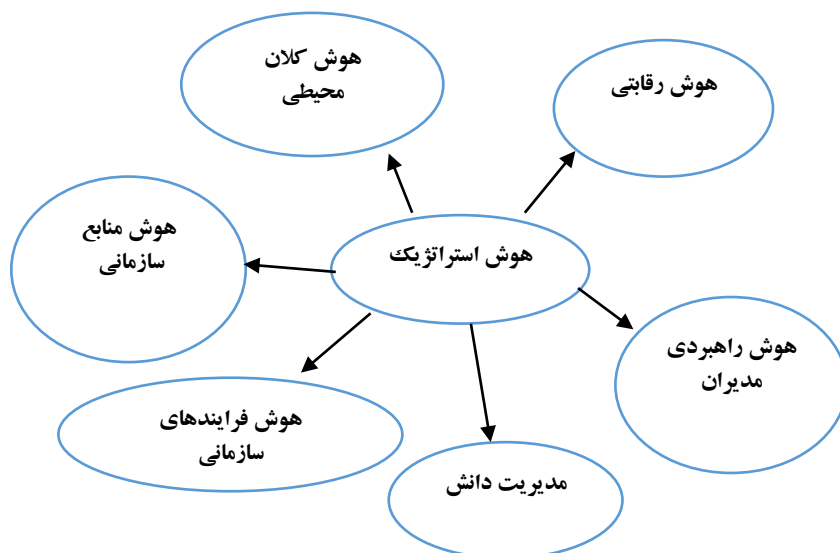 هوش کلان
محیطی
هوش رقابتی
هوش منابع
سازمانی
هوش استراتژیک
هوش راهبردی
مدیران
هوش فرایندهای
سازمانی
مدیریت دانش